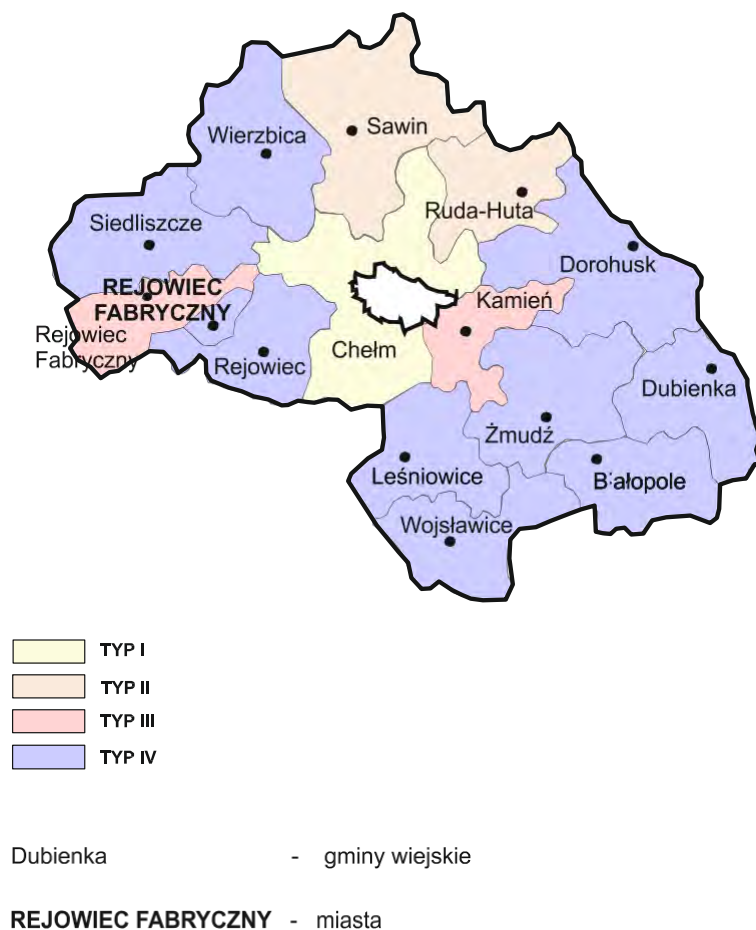 Sawin
Wierzbica
Ruda-Huta
Siedliszcze
Dorohusk
REJOWIEC
FABRYCZNY
Kamień
Rejowiec
Fabryczny
Rejowiec
Chełm
Dubienka
Żmudź
Leśniowice
Białopole
Wojsławice
TYP I
TYP II
TYP III
TYP IV
Dubienka - gminy wiejskie
REJOWIEC FABRYCZNY - miasta